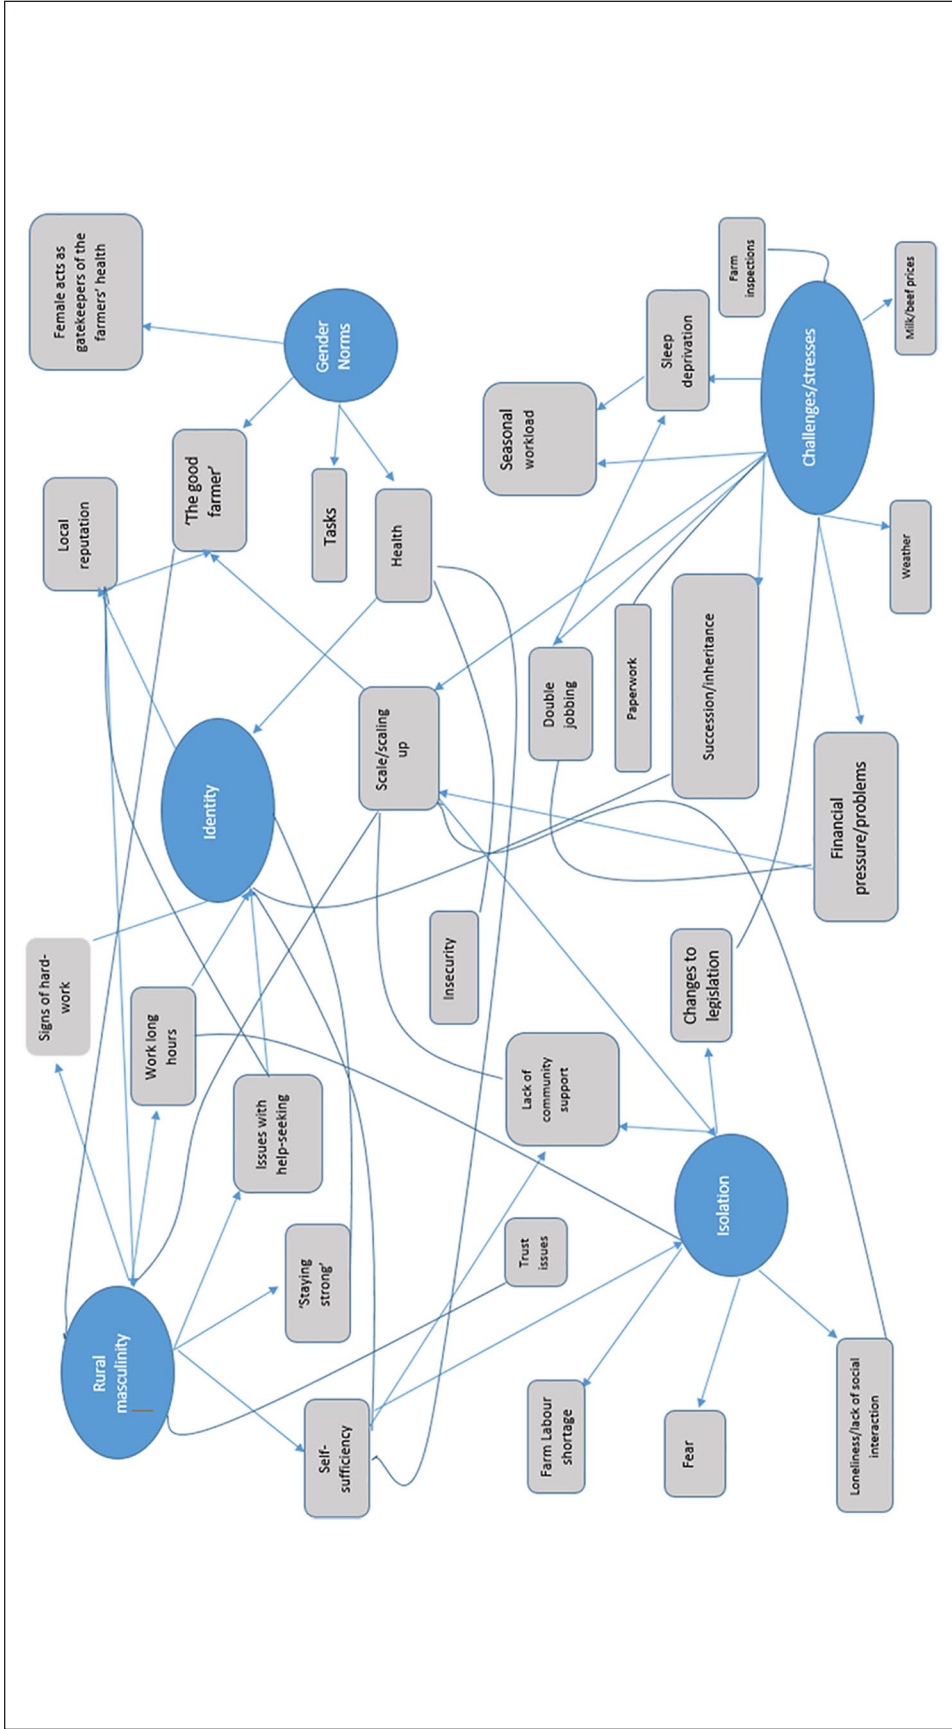 Rural
masculinity
Signs of hard-
work
Local
reputation
Female acts as
gatekeepers of the
farmers' health
Work long
hours
Identity
'The good
farmer'
Issues with
help-seeking
'Staying
strong'
Gender
Norms
Tasks
Self-
sufficiency
Scale/scaling
up
Health
Insecurity
Trust
issues
Lack of
community
support
Seasonal
workload
Farm Labour
shortage
Double
jobbing
Paperwork
Sleep
deprivation
Fear
Isolation
Changes to
legislation
Succession/inheritance
Farm
inspections
Challenges/stresses
Loneliness/lack of social
interaction
Financial
pressure/problems
Weather
Milk/beef prices